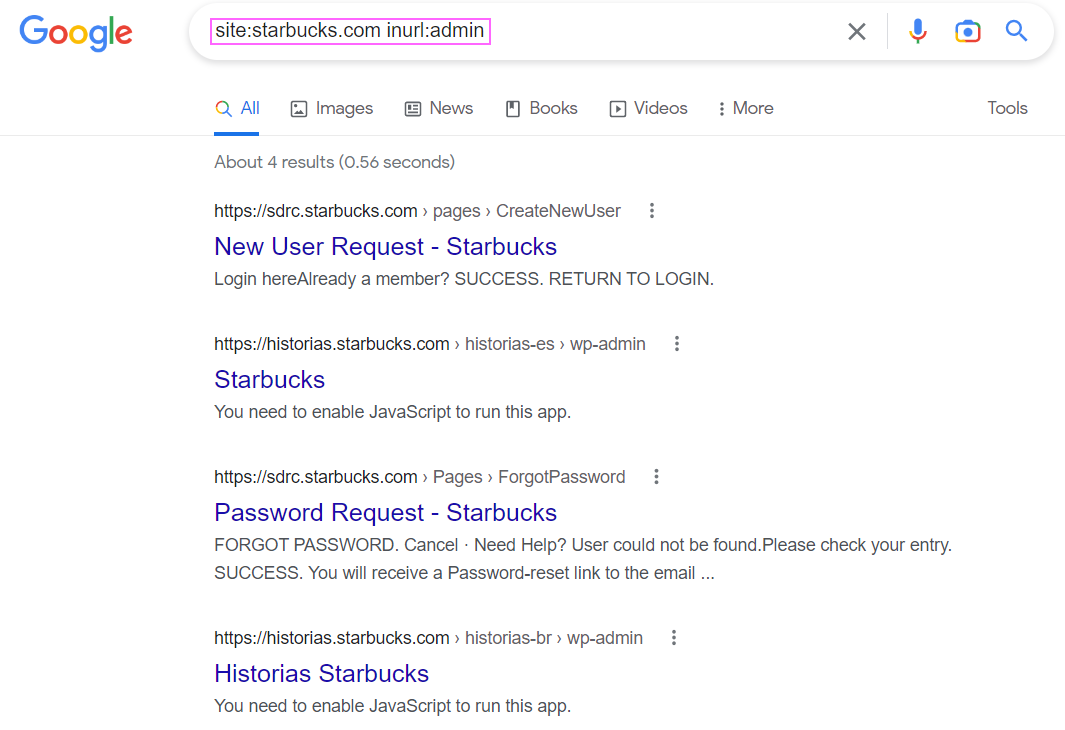 Google
site:starbucks.com inurl:admin
All Images News Books Videos More Tools
About 4 results (0.56 seconds)
https://sdrc.starbucks.com › pages › CreateNewUser
New User Request - Starbucks
Login hereAlready a member? SUCCESS. RETURN TO LOGIN.
https://historias.starbucks.com › historias-es › wp-admin
Starbucks
You need to enable JavaScript to run this app.
https://sdrc.starbucks.com › Pages › ForgotPassword
Password Request - Starbucks
FORGOT PASSWORD. Cancel · Need Help? User could not be found.Please check your entry.
SUCCESS. You will receive a Password-reset link to the email ...
https://historias.starbucks.com › historias-br › wp-admin
Historias Starbucks
You need to enable JavaScript to run this app.